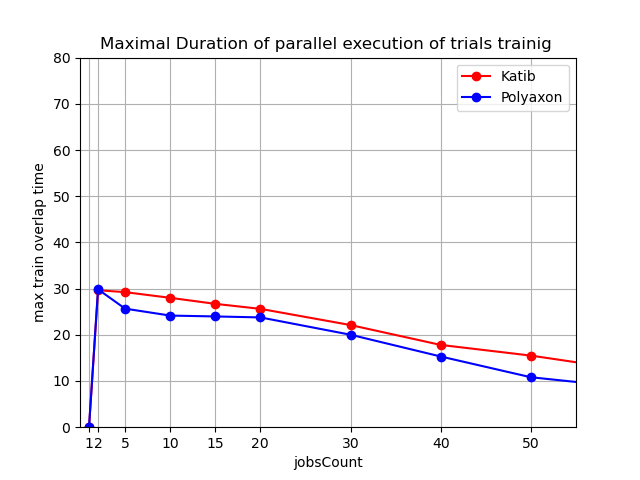 Maximal Duration of parallel execution of trials trainig
Katib
Polyaxon
max train overlap time
80
70
60
50
40
30
20
10
0
1 2 5 10 15 20 30 40 50
jobsCount